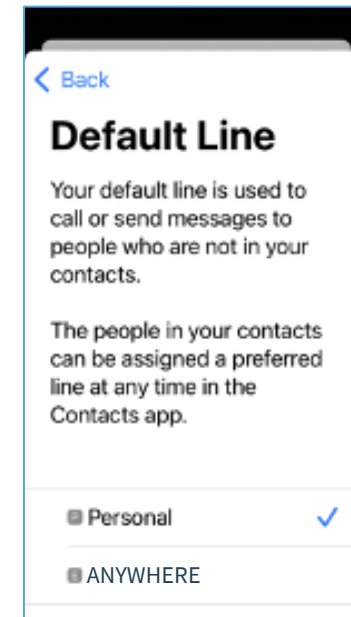 Back
Default Line
Your default line is used to
call or send messages to
people who are not in your
contacts.
The people in your contacts
can be assigned a preferred
line at any time in the
Contacts app.
Personal
ANYWHERE